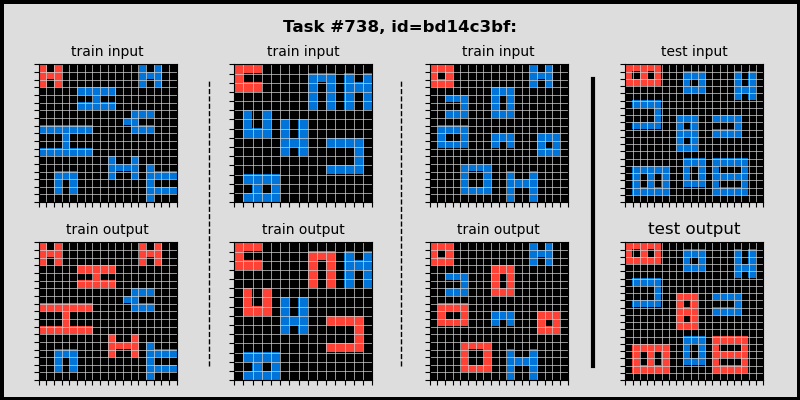 Task #738, id=bd14c3bf:
train input
train input
train input
test input
train output
train output
train output
test output